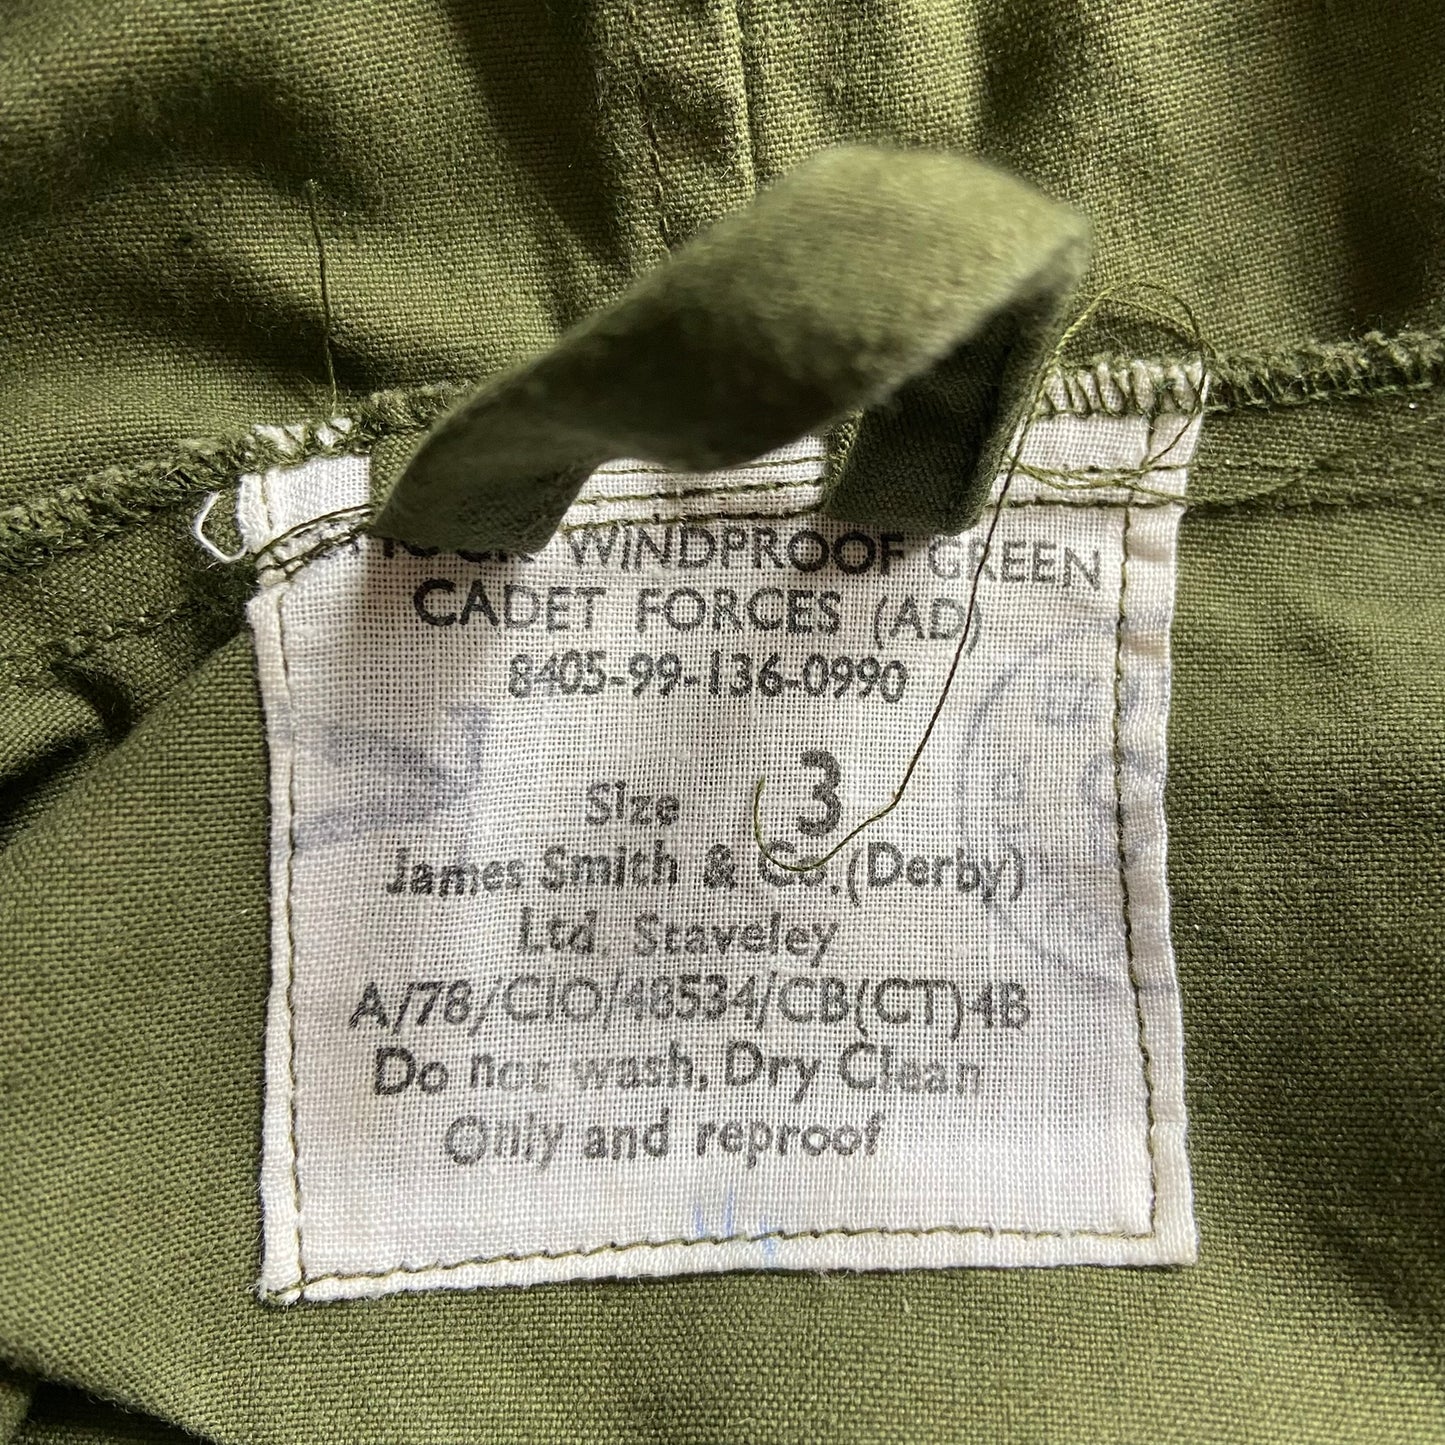 WINDPROOF GREEN
CADET FORCES (AD)
8405-99-136-0990
Size 3
James Smith & Co. (Derby)
Ltd. Staveley
A/78/CIO/48534/CB(CT)4B
Do not wash, Dry Clean
Only and reproof